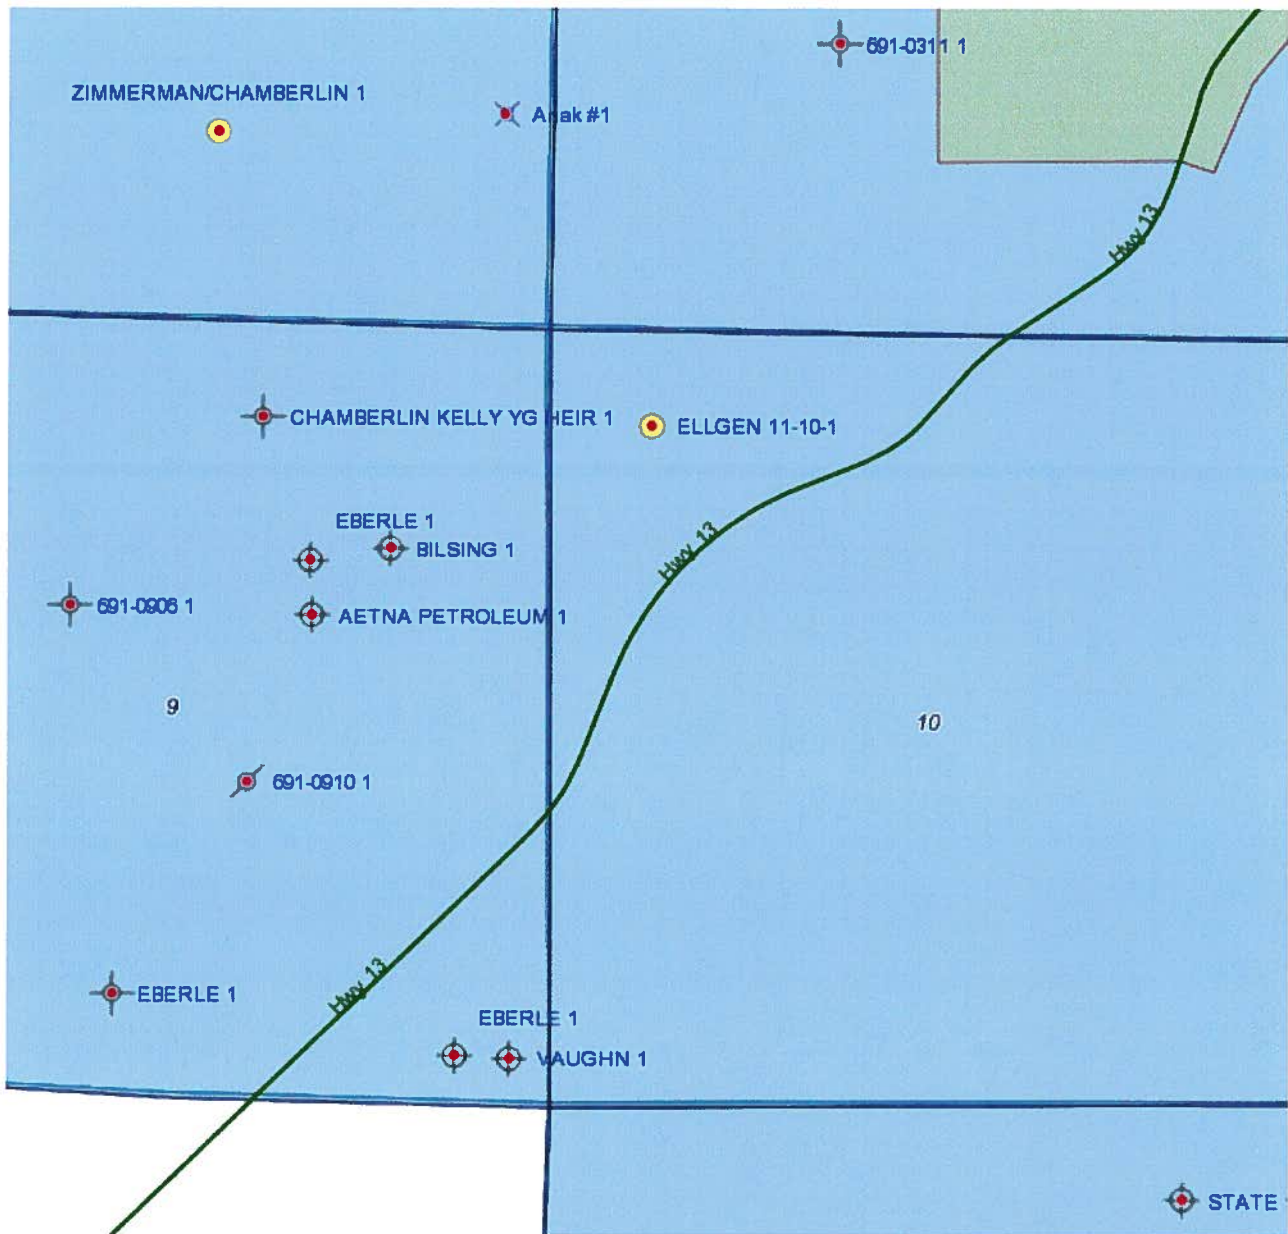 691-0311 1
ZIMMERMAN/CHAMBERLIN 1
#1
Hwy 13
CHAMBERLIN KELLY YG HEIR 1
ELLGEN 11-10-1
EBERLE 1
BILSING 1
Hwy 13
691-0906 1
AETNA PETROLEUM 1
9
10
691-0910 1
Hwy 13
EBERLE 1
EBERLE 1
VAUGHN 1
STATE